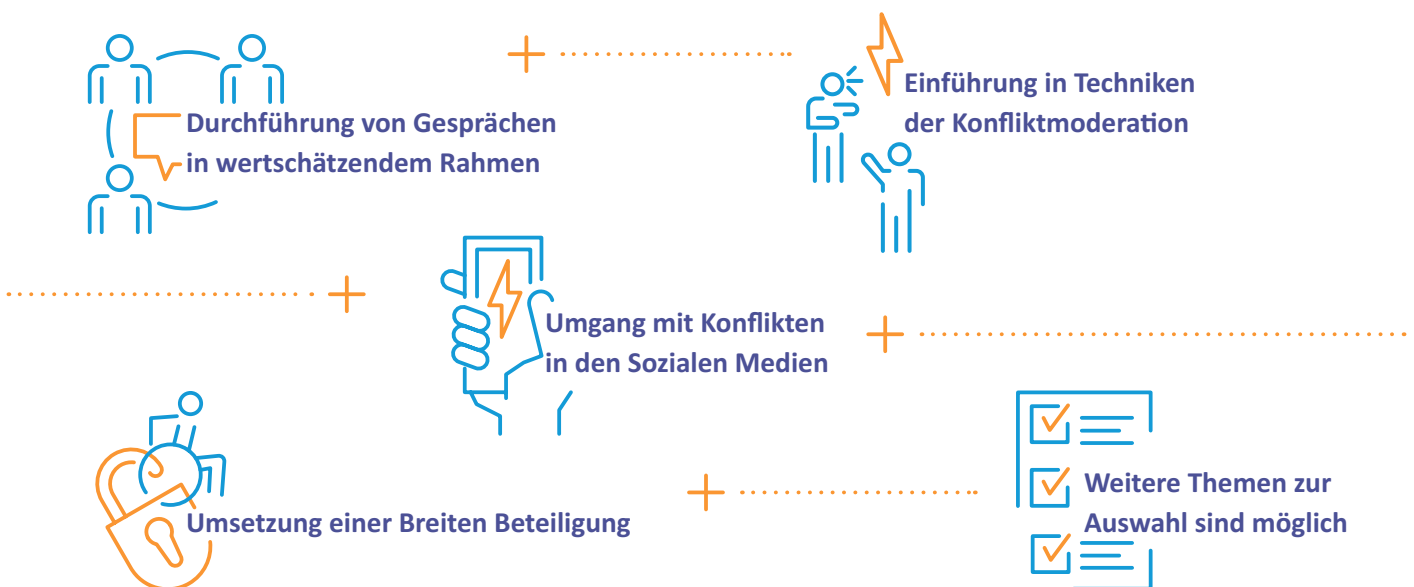 Durchführung von Gesprächen
in wertschätzendem Rahmen
Einführung in Techniken
der Konfliktmoderation
Umgang mit Konflikten
in den Sozialen Medien
Umsetzung einer Breiten Beteiligung
Weitere Themen zur
Auswahl sind möglich